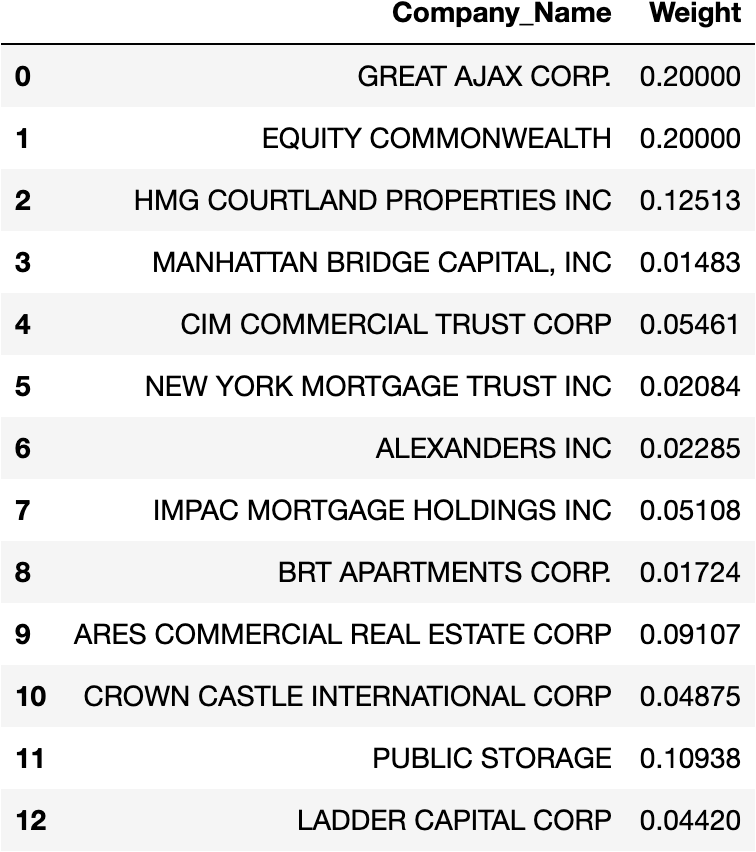 Company_Name Weight
0 GREAT AJAX CORP. 0.20000
1 EQUITY COMMONWEALTH 0.20000
2 HMG COURTLAND PROPERTIES INC 0.12513
3 MANHATTAN BRIDGE CAPITAL, INC 0.01483
4 CIM COMMERCIAL TRUST CORP 0.05461
5 NEW YORK MORTGAGE TRUST INC 0.02084
6 ALEXANDERS INC 0.02285
7 IMPAC MORTGAGE HOLDINGS INC 0.05108
8 BRT APARTMENTS CORP. 0.01724
9 ARES COMMERCIAL REAL ESTATE CORP 0.09107
10 CROWN CASTLE INTERNATIONAL CORP 0.04875
11 PUBLIC STORAGE 0.10938
12 LADDER CAPITAL CORP 0.04420